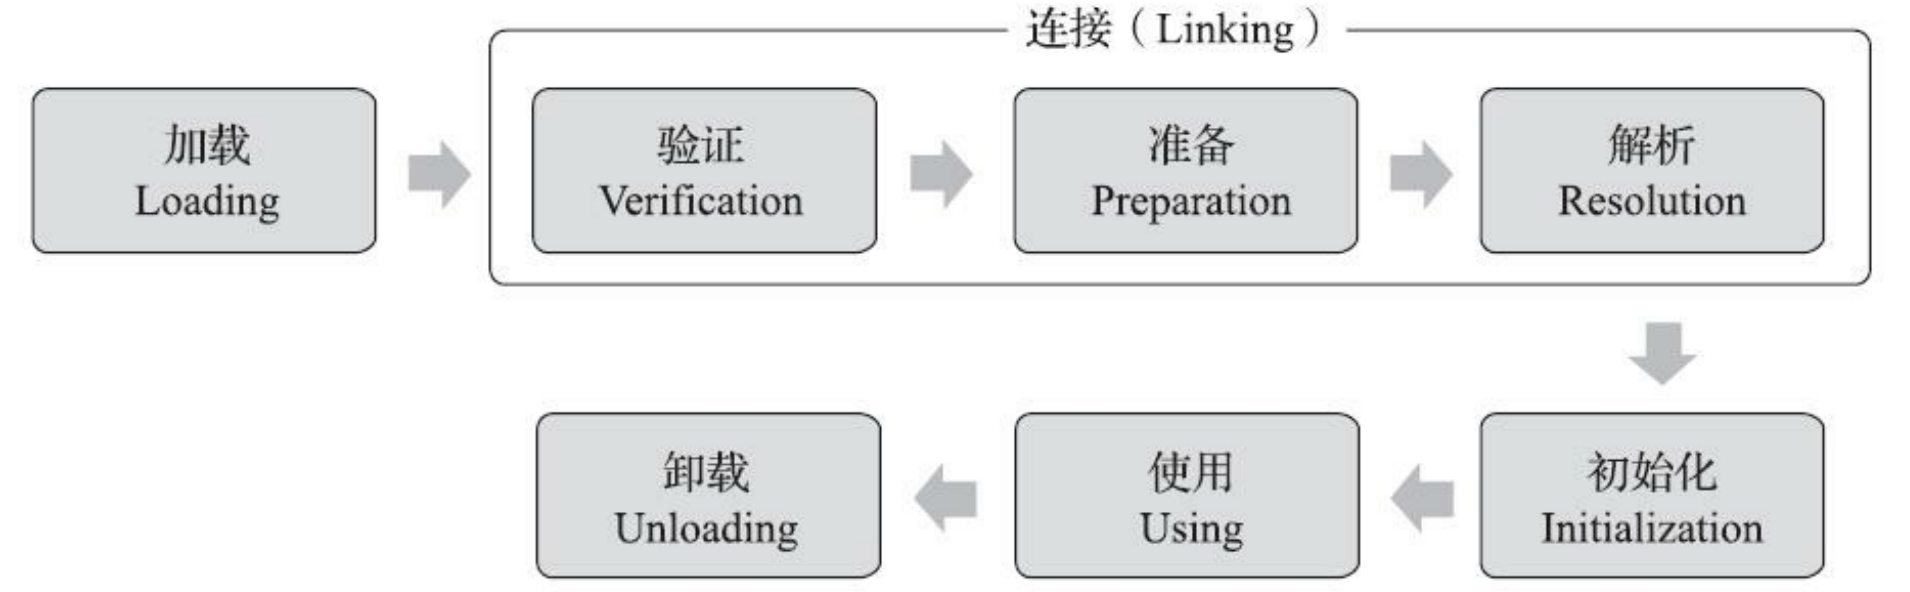 连接（Linking）
加载
Loading
验证
Verification
准备
Preparation
解析
Resolution
初始化
Initialization
使用
Using
卸载
Unloading